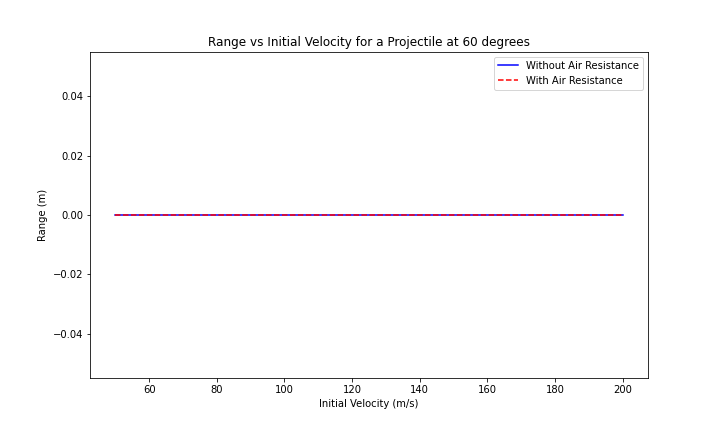 Range vs Initial Velocity for a Projectile at 60 degrees
Without Air Resistance
With Air Resistance
0.04
0.02
0.00
−0.02
−0.04
Range (m)
60
80
100
120
140
160
180
200
Initial Velocity (m/s)